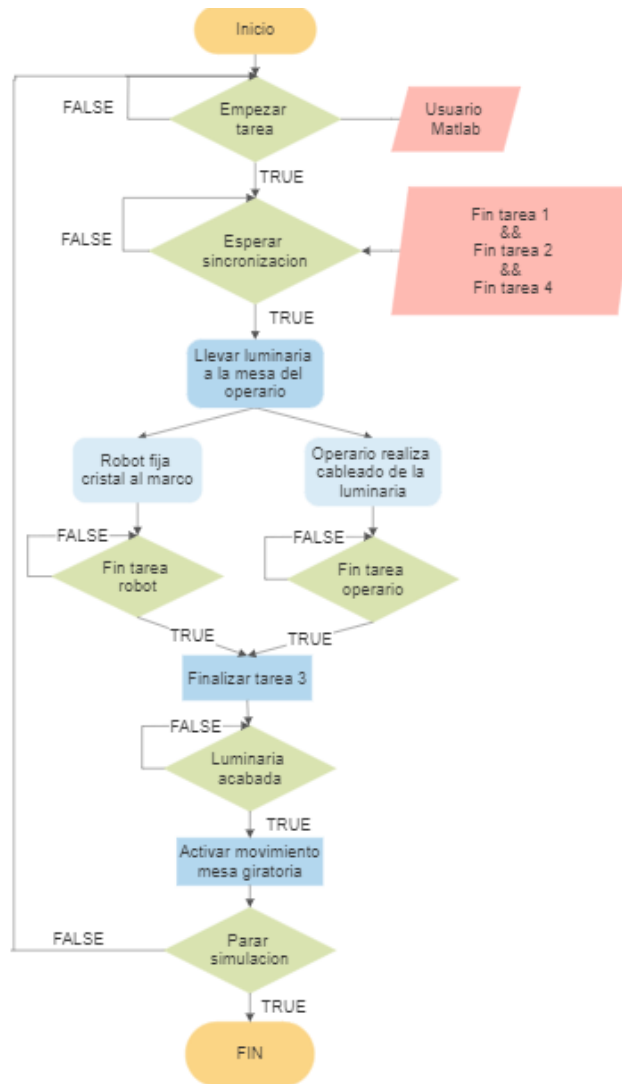 Inicio
FALSE
Empezar
tarea
Usuario
Matlab
TRUE
FALSE
Esperar
sincronizacion
Fin tarea 1
&&
Fin tarea 2
&&
Fin tarea 4
TRUE
Llevar luminaria
a la mesa del
operario
Robot fija
cristal al marco
Operario realiza
cableado de la
luminaria
FALSE
Fin tarea
robot
FALSE
Fin tarea
operario
TRUE
TRUE
Finalizar tarea 3
FALSE
Luminaria
acabada
TRUE
Activar movimiento
mesa giratoria
FALSE
Parar
simulacion
TRUE
FIN